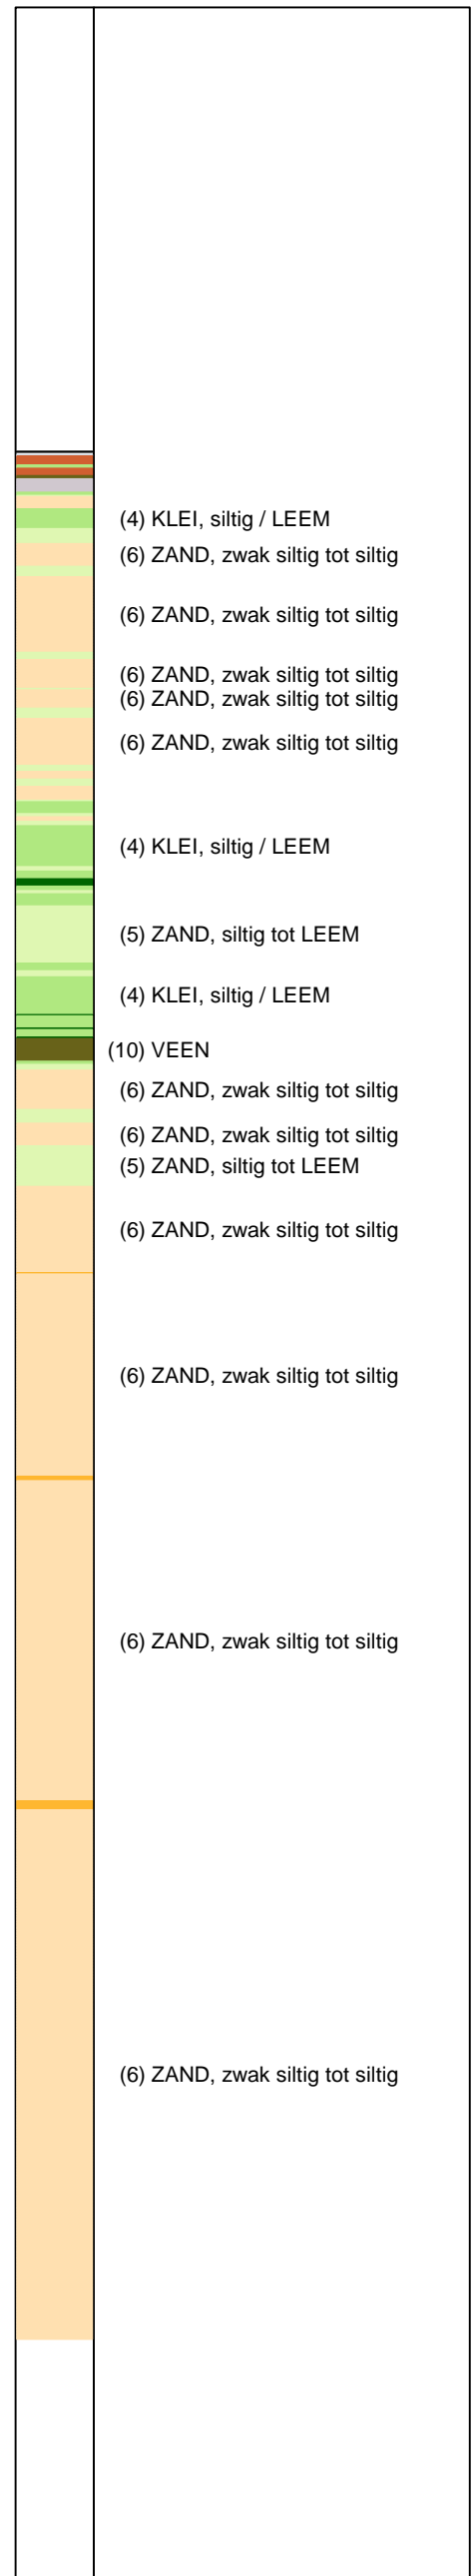 (4) KLEI, siltig / LEEM
(6) ZAND, zwak siltig tot siltig
(6) ZAND, zwak siltig tot siltig
(6) ZAND, zwak siltig tot siltig
(6) ZAND, zwak siltig tot siltig
(6) ZAND, zwak siltig tot siltig
(4) KLEI, siltig / LEEM
(5) ZAND, siltig tot LEEM
(4) KLEI, siltig / LEEM
(10) VEEN
(6) ZAND, zwak siltig tot siltig
(6) ZAND, zwak siltig tot siltig
(5) ZAND, siltig tot LEEM
(6) ZAND, zwak siltig tot siltig
(6) ZAND, zwak siltig tot siltig
(6) ZAND, zwak siltig tot siltig
(6) ZAND, zwak siltig tot siltig